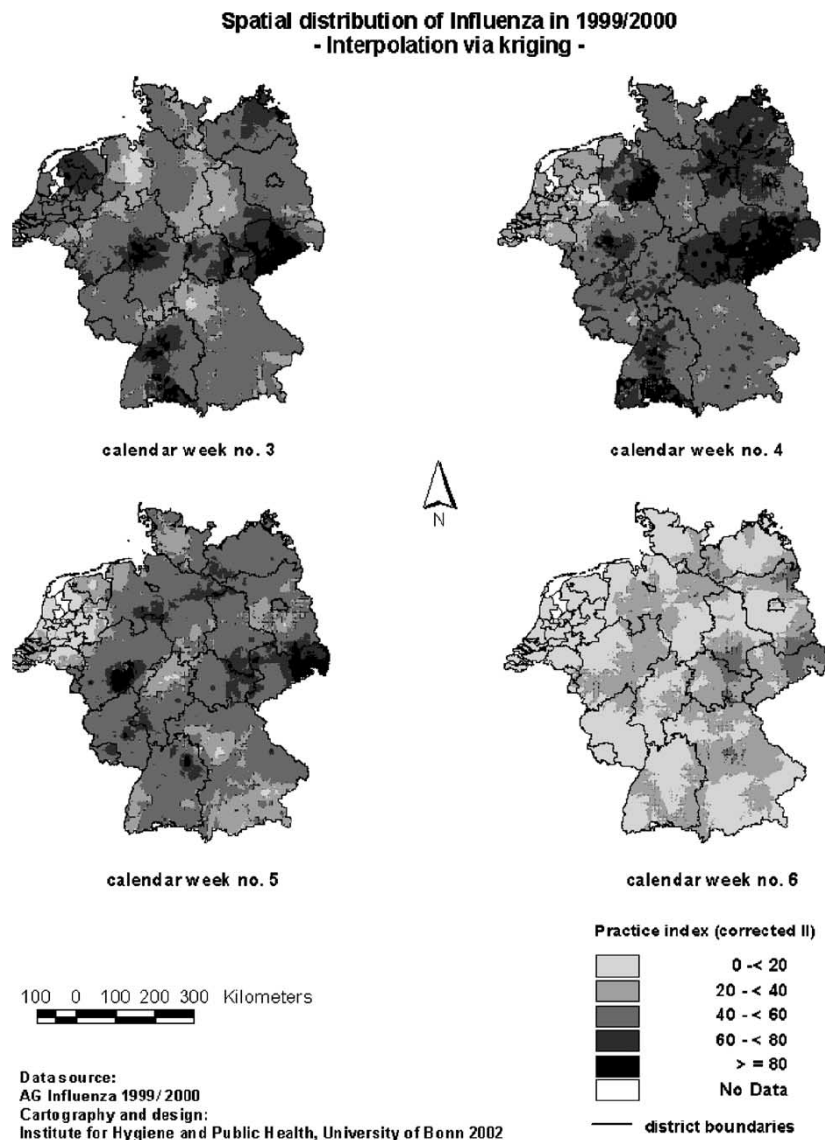 Spatial distribution of Influenza in 1999/2000
- Interpolation via kriging -
calendar week no. 3
calendar week no. 4
N
calendar week no. 5
calendar week no. 6
Practice index (corrected II)
0 -< 20
20 -< 40
40 -< 60
60 -< 80
> = 80
No Data
district boundaries
100 0 100 200 300 Kilometers
Data source:
AG Influenza 1999/2000
Cartography and design:
Institute for Hygiene and Public Health, University of Bonn 2002